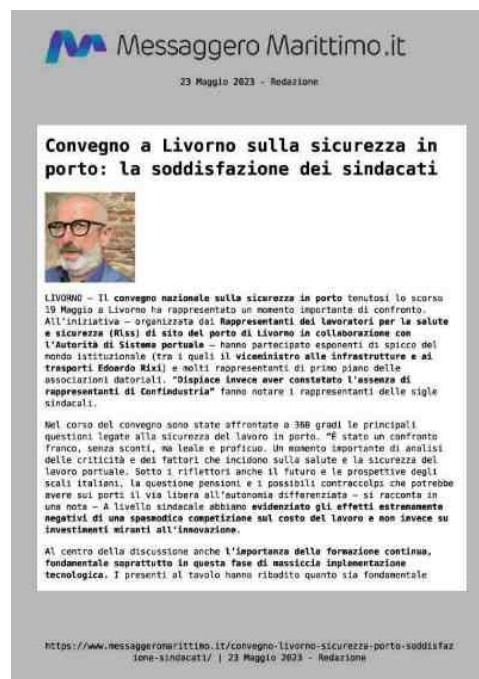 Messaggero Marittimo.it
23 Maggio 2023 - Redazione
Convegno a Livorno sulla sicurezza in
porto: la soddisfazione dei sindacati
LIVORNO – Il convegno nazionale sulla sicurezza in porto tenutosi lo scorso
19 Maggio a Livorno ha rappresentato un momento importante di confronto.
All'iniziativa – organizzata dai Rappresentanti dei lavoratori per la salute
e sicurezza (Rlss) di sito del porto di Livorno in collaborazione con
l'Autorità di Sistema portuale – hanno partecipato esponenti di spicco del
mondo istituzionale (tra i quali il viceministro alle infrastrutture e ai
trasporti Edoardo Rixi) e molti rappresentanti di primo piano delle
associazioni datoriali. "Dispiace invece aver constatato l'assenza di
rappresentanti di Confindustria" fanno notare i rappresentanti delle sigle
sindacali.
Nel corso del convegno sono state affrontate a 360 gradi le principali
questioni legate alla sicurezza del lavoro in porto. "È stato un confronto
franco, senza sconti, ma leale e proficuo. Un momento importante di analisi
delle criticità e dei fattori che incidono sulla salute e la sicurezza del
lavoro portuale. Sotto i riflettori anche il futuro e le prospettive degli
scali italiani, la questione pensioni e i possibili contraccolpi che potrebbe
avere sui porti il via libera all'autonomia differenziata – si racconta in
una nota – A livello sindacale abbiamo evidenziato gli effetti estremamente
negativi di una spasmodica competizione sul costo del lavoro e non invece su
investimenti miranti all'innovazione.
Al centro della discussione anche l'importanza della formazione continua,
fondamentale soprattutto in questa fase di massiccia implementazione
tecnologica. I presenti al tavolo hanno ribadito quanto sia fondamentale
https://www.messaggeromarittimo.it/convegno-livorno-sicurezza-porto-soddisfaz
ione-sindacati/ | 23 Maggio 2023 - Redazione